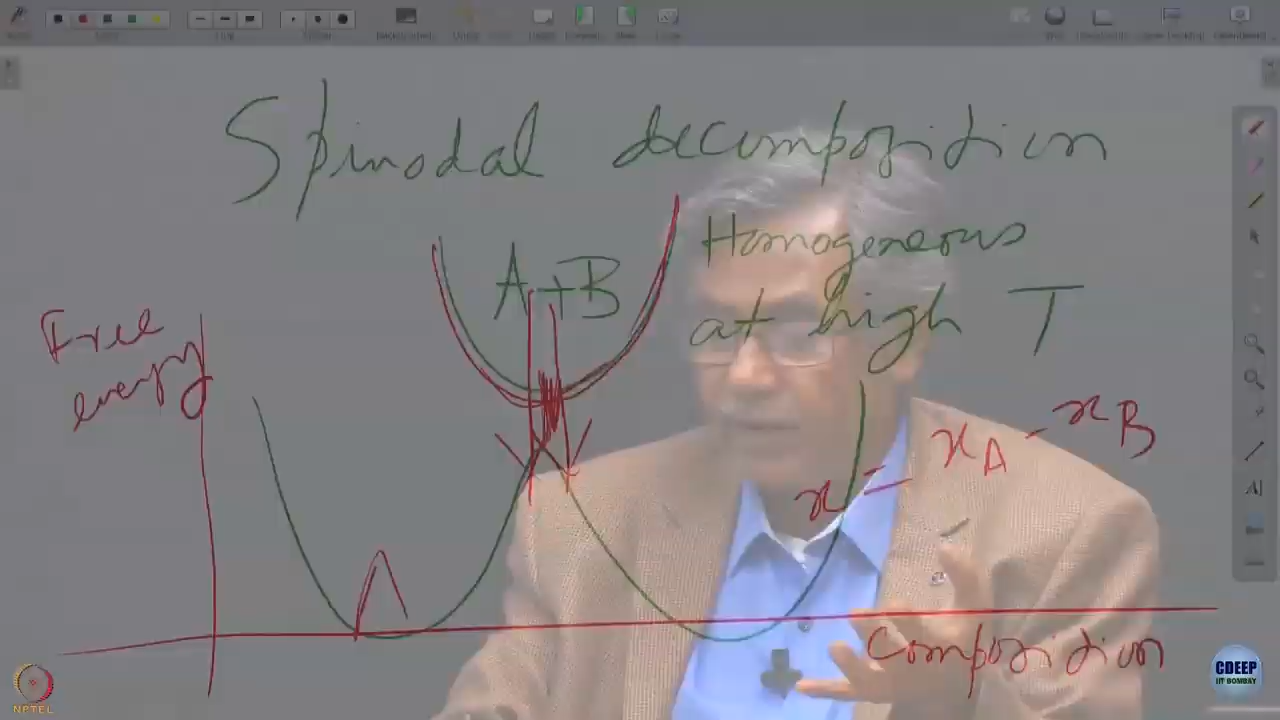 Spinodal decomposition
A+B
Homogeneous
at high T
Free
energy
x = xA - xB
Composition
NPTEL
CDEEP
IIT BOMBAY